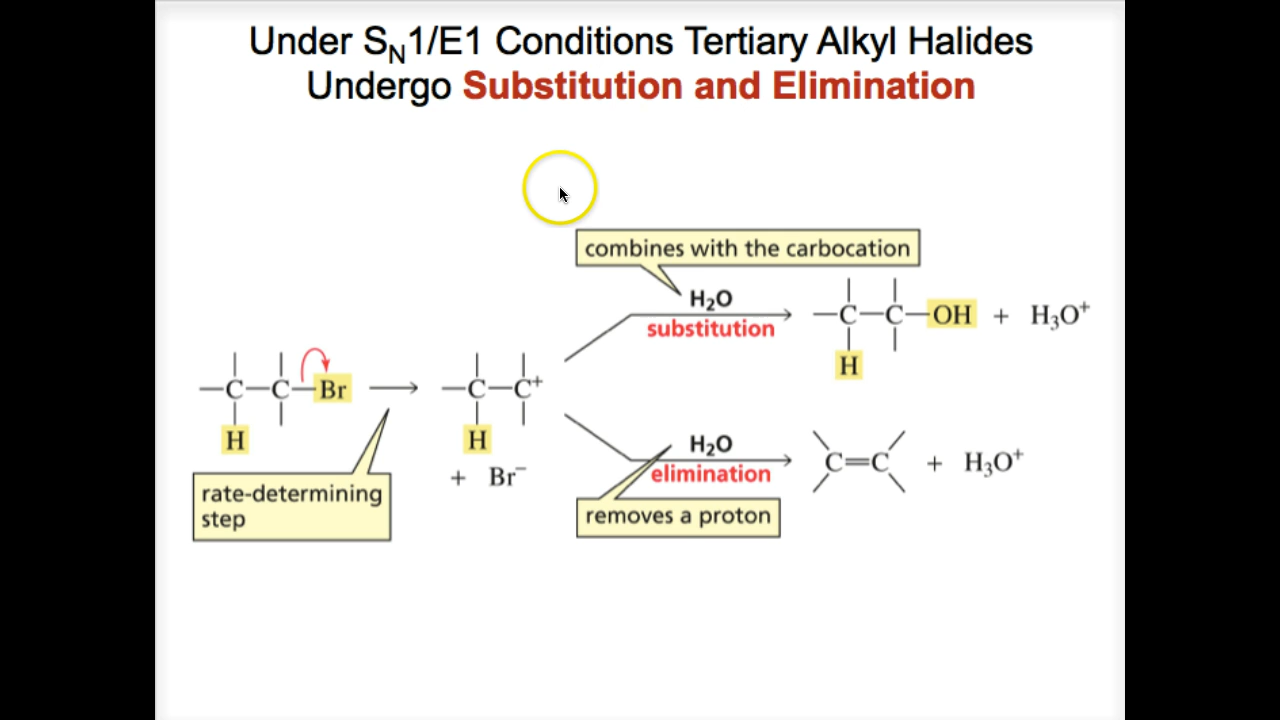 Under SN1/E1 Conditions Tertiary Alkyl Halides
Undergo Substitution and Elimination
combines with the carbocation
H₂O
substitution
—C—C—OH + H₃O⁺
H
—C—C—Br
H
—C—C⁺
H
+ Br⁻
rate-determining
step
H₂O
elimination
C=C + H₃O⁺
removes a proton